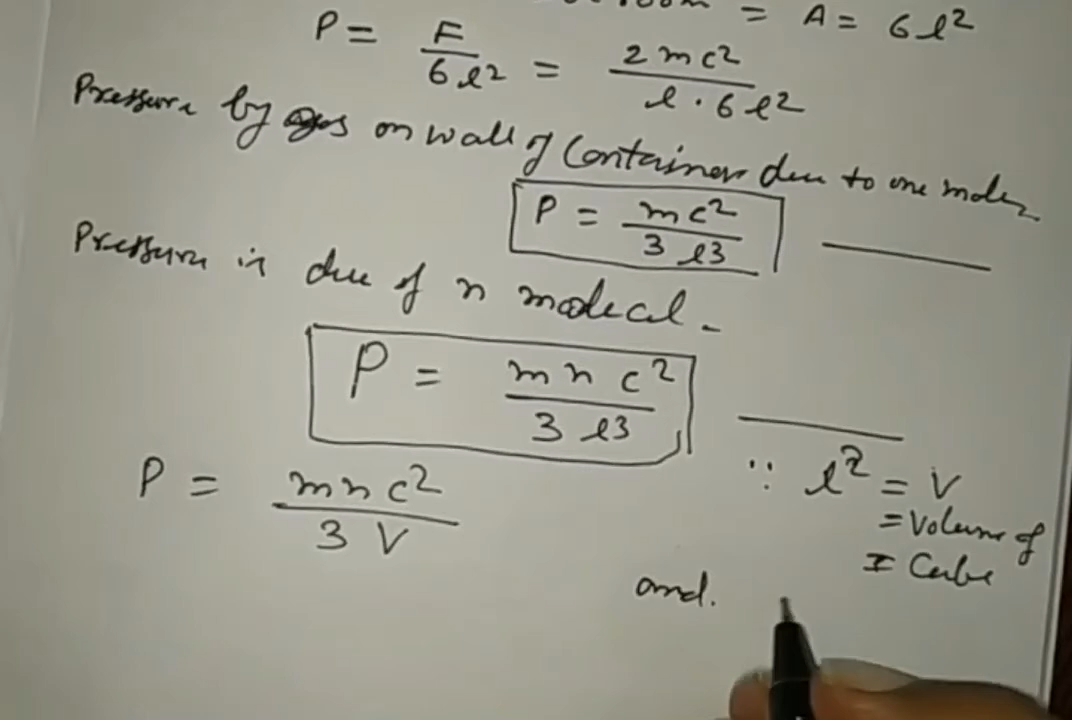 = A = 6l²
P = F/6l² = 2mc²/l·6l²
Pressure by gas on wall of Container due to one molec
P = mc²/3l³
Pressure is due of n molecul.
P = mnc²/3l³
∵ l² = V
P = mnc²/3V
= Volume of
Cube
and.